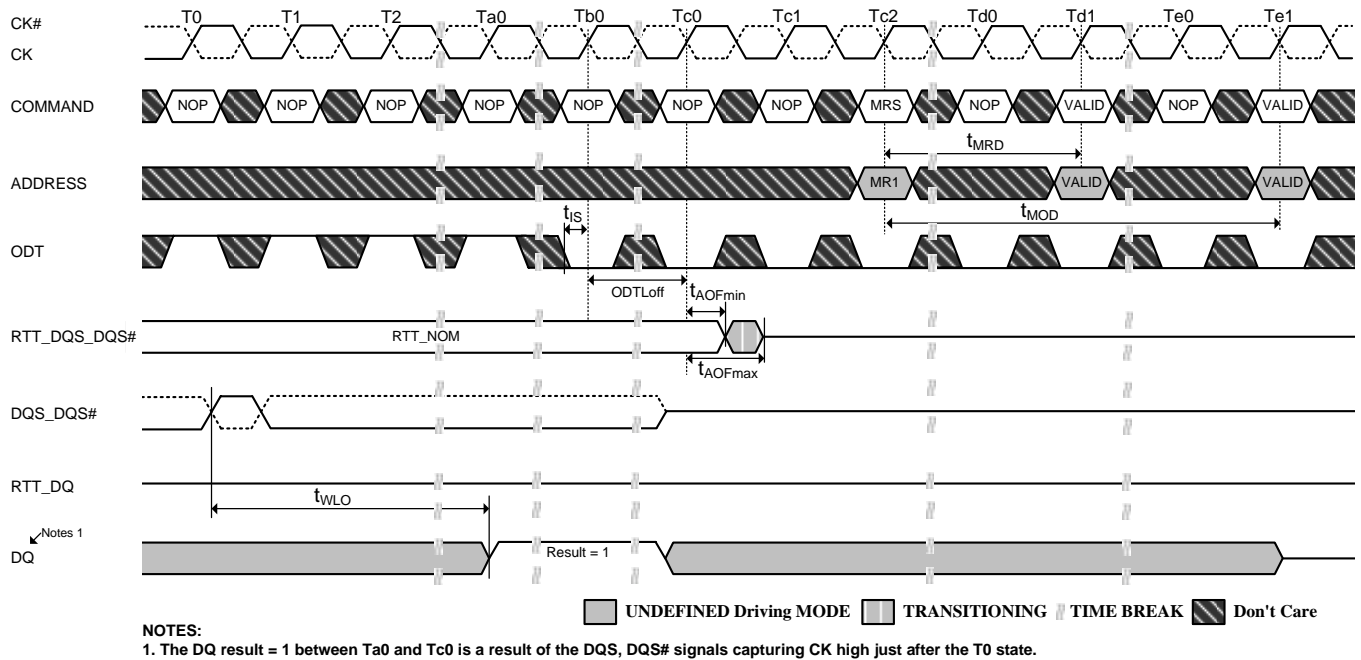 T0 T1 T2 Ta0 Tb0 Tc0 Tc1 Tc2 Td0 Td1 Te0 Te1
CK#
CK
COMMAND NOP NOP NOP NOP NOP NOP NOP MRS NOP VALID NOP VALID
tMRD
ADDRESS MR1 VALID VALID
tIS tMOD
ODT
ODTLoff tAOFmin
RTT_DQS_DQS# RTT_NOM
tAOFmax
DQS_DQS#
RTT_DQ
tWLO
Notes 1
DQ Result = 1
UNDEFINED Driving MODE TRANSITIONING TIME BREAK Don't Care
NOTES:
1. The DQ result = 1 between Ta0 and Tc0 is a result of the DQS, DQS# signals capturing CK high just after the T0 state.